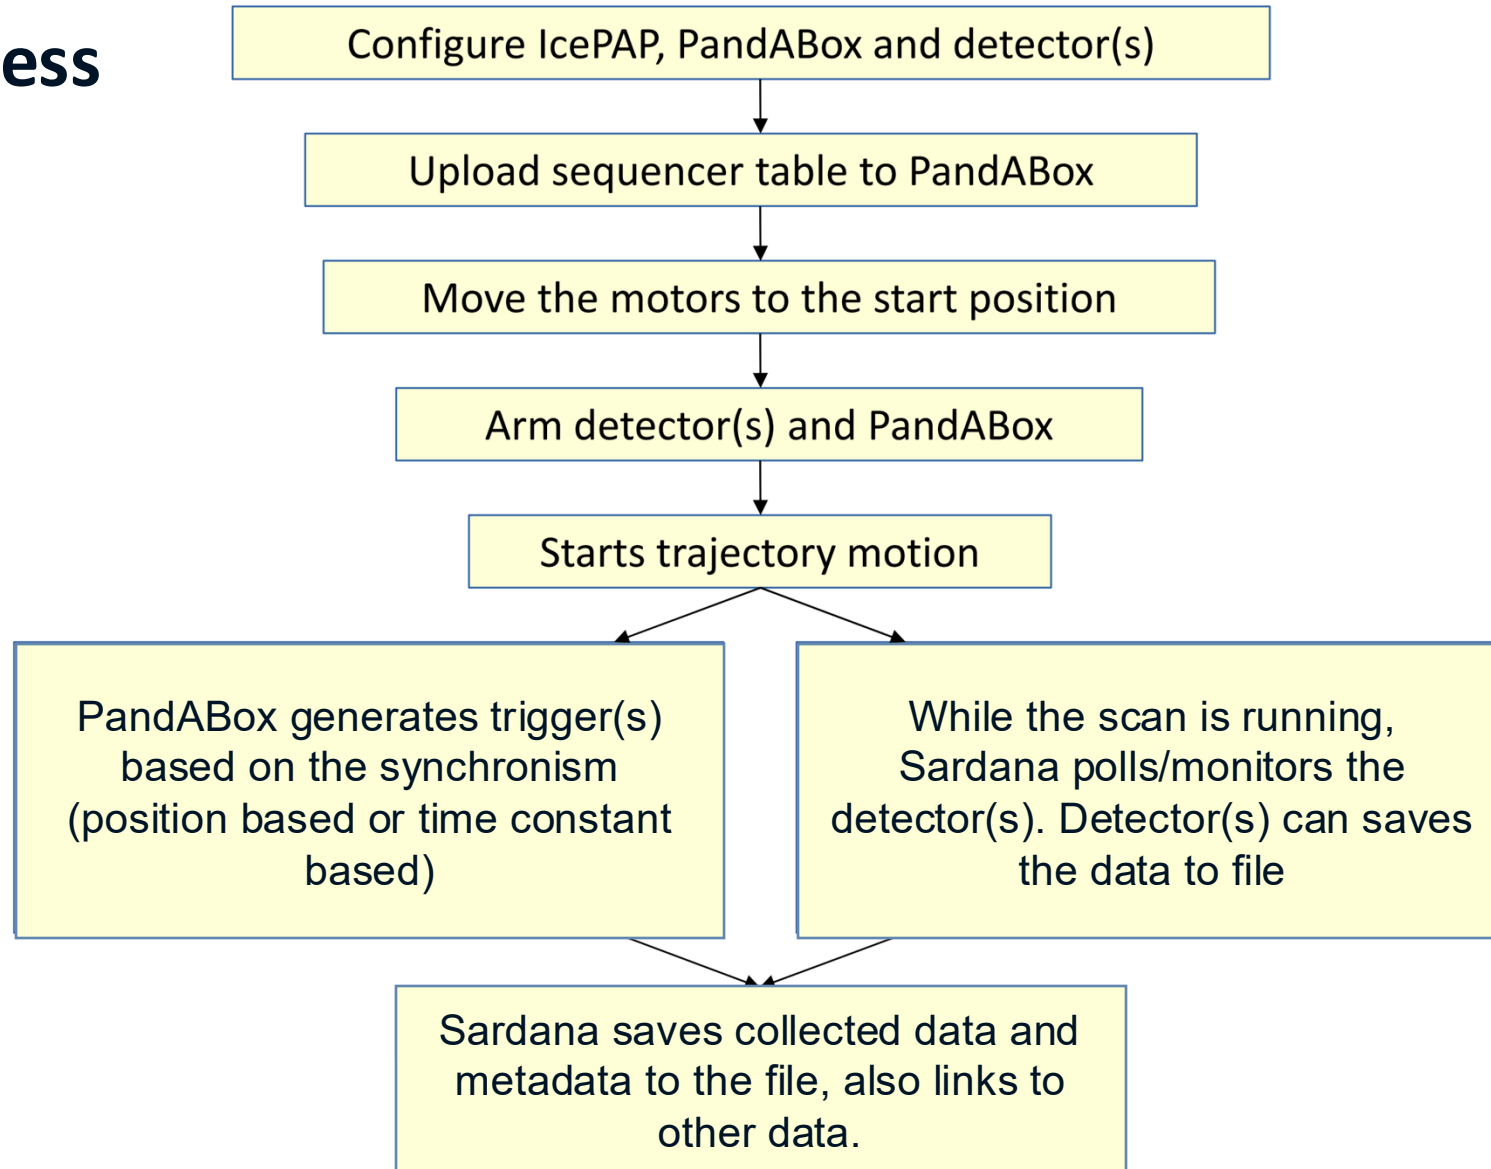 ess
Configure IcePAP, PandABox and detector(s)
Upload sequencer table to PandABox
Move the motors to the start position
Arm detector(s) and PandABox
Starts trajectory motion
PandABox generates trigger(s)
based on the synchronism
(position based or time constant
based)
While the scan is running,
Sardana polls/monitors the
detector(s). Detector(s) can saves
the data to file
Sardana saves collected data and
metadata to the file, also links to
other data.